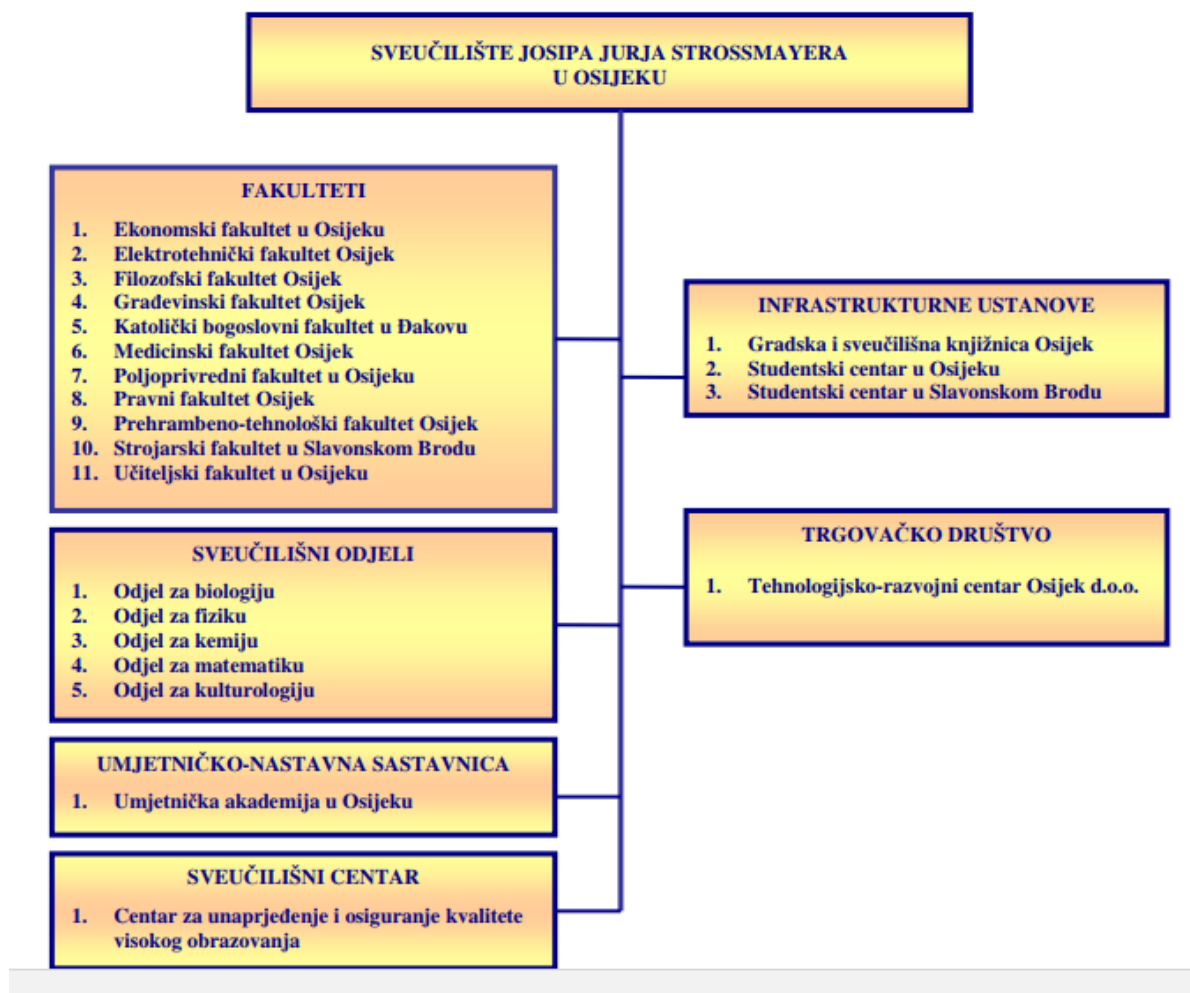 SVEUČILIŠTE JOSIPA JURJA STROSSMAYERA
U OSIJEKU
FAKULTETI
1. Ekonomski fakultet u Osijeku
2. Elektrotehnički fakultet Osijek
3. Filozofski fakultet Osijek
4. Građevinski fakultet Osijek
5. Katolički bogoslovni fakultet u Đakovu
6. Medicinski fakultet Osijek
7. Poljoprivredni fakultet u Osijeku
8. Pravni fakultet Osijek
9. Prehrambeno-tehnološki fakultet Osijek
10. Strojarski fakultet u Slavonskom Brodu
11. Učiteljski fakultet u Osijeku
SVEUČILIŠNI ODJELI
1. Odjel za biologiju
2. Odjel za fiziku
3. Odjel za kemiju
4. Odjel za matematiku
5. Odjel za kulturologiju
UMJETNIČKO-NASTAVNA SASTAVNICA
1. Umjetnička akademija u Osijeku
SVEUČILIŠNI CENTAR
1. Centar za unaprjeđenje i osiguranje kvalitete
visokog obrazovanja
INFRASTRUKTURNE USTANOVE
1. Gradska i sveučilišna knjižnica Osijek
2. Studentski centar u Osijeku
3. Studentski centar u Slavonskom Brodu
TRGOVAČKO DRUŠTVO
1. Tehnologijsko-razvojni centar Osijek d.o.o.